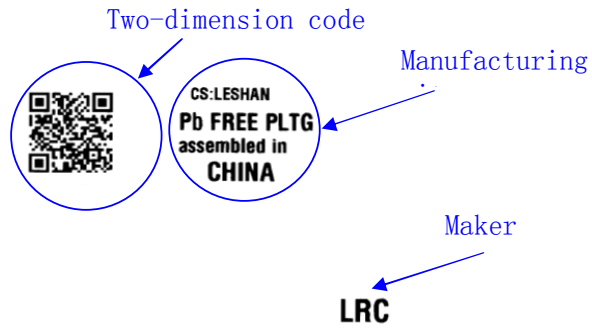 Two-dimension code
Manufacturing
CS:LESHAN
Pb FREE PLTG
assembled in
CHINA
Maker
LRC